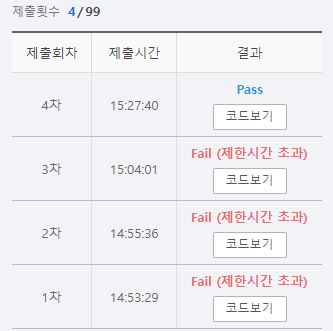 제출횟수 4/99
제출회차 제출시간 결과
4차 15:27:40 Pass
코드보기
3차 15:04:01 Fail (제한시간 초과)
코드보기
2차 14:55:36 Fail (제한시간 초과)
코드보기
1차 14:53:29 Fail (제한시간 초과)
코드보기